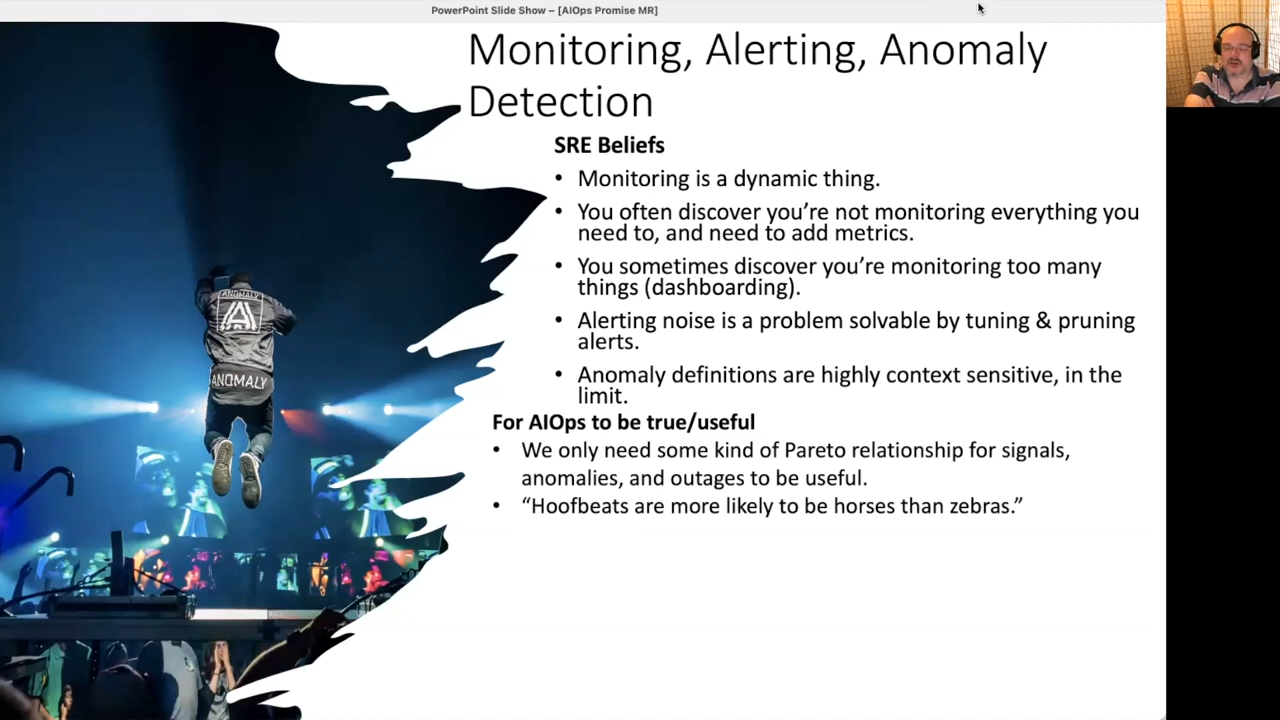 PowerPoint Slide Show – [AIOps Promise MR]
Monitoring, Alerting, Anomaly
Detection
SRE Beliefs
• Monitoring is a dynamic thing.
• You often discover you’re not monitoring everything you
need to, and need to add metrics.
• You sometimes discover you’re monitoring too many
things (dashboarding).
• Alerting noise is a problem solvable by tuning & pruning
alerts.
• Anomaly definitions are highly context sensitive, in the
limit.
For AIOps to be true/useful
• We only need some kind of Pareto relationship for signals,
anomalies, and outages to be useful.
• “Hoofbeats are more likely to be horses than zebras.”
ANOMALY
ANOMALY